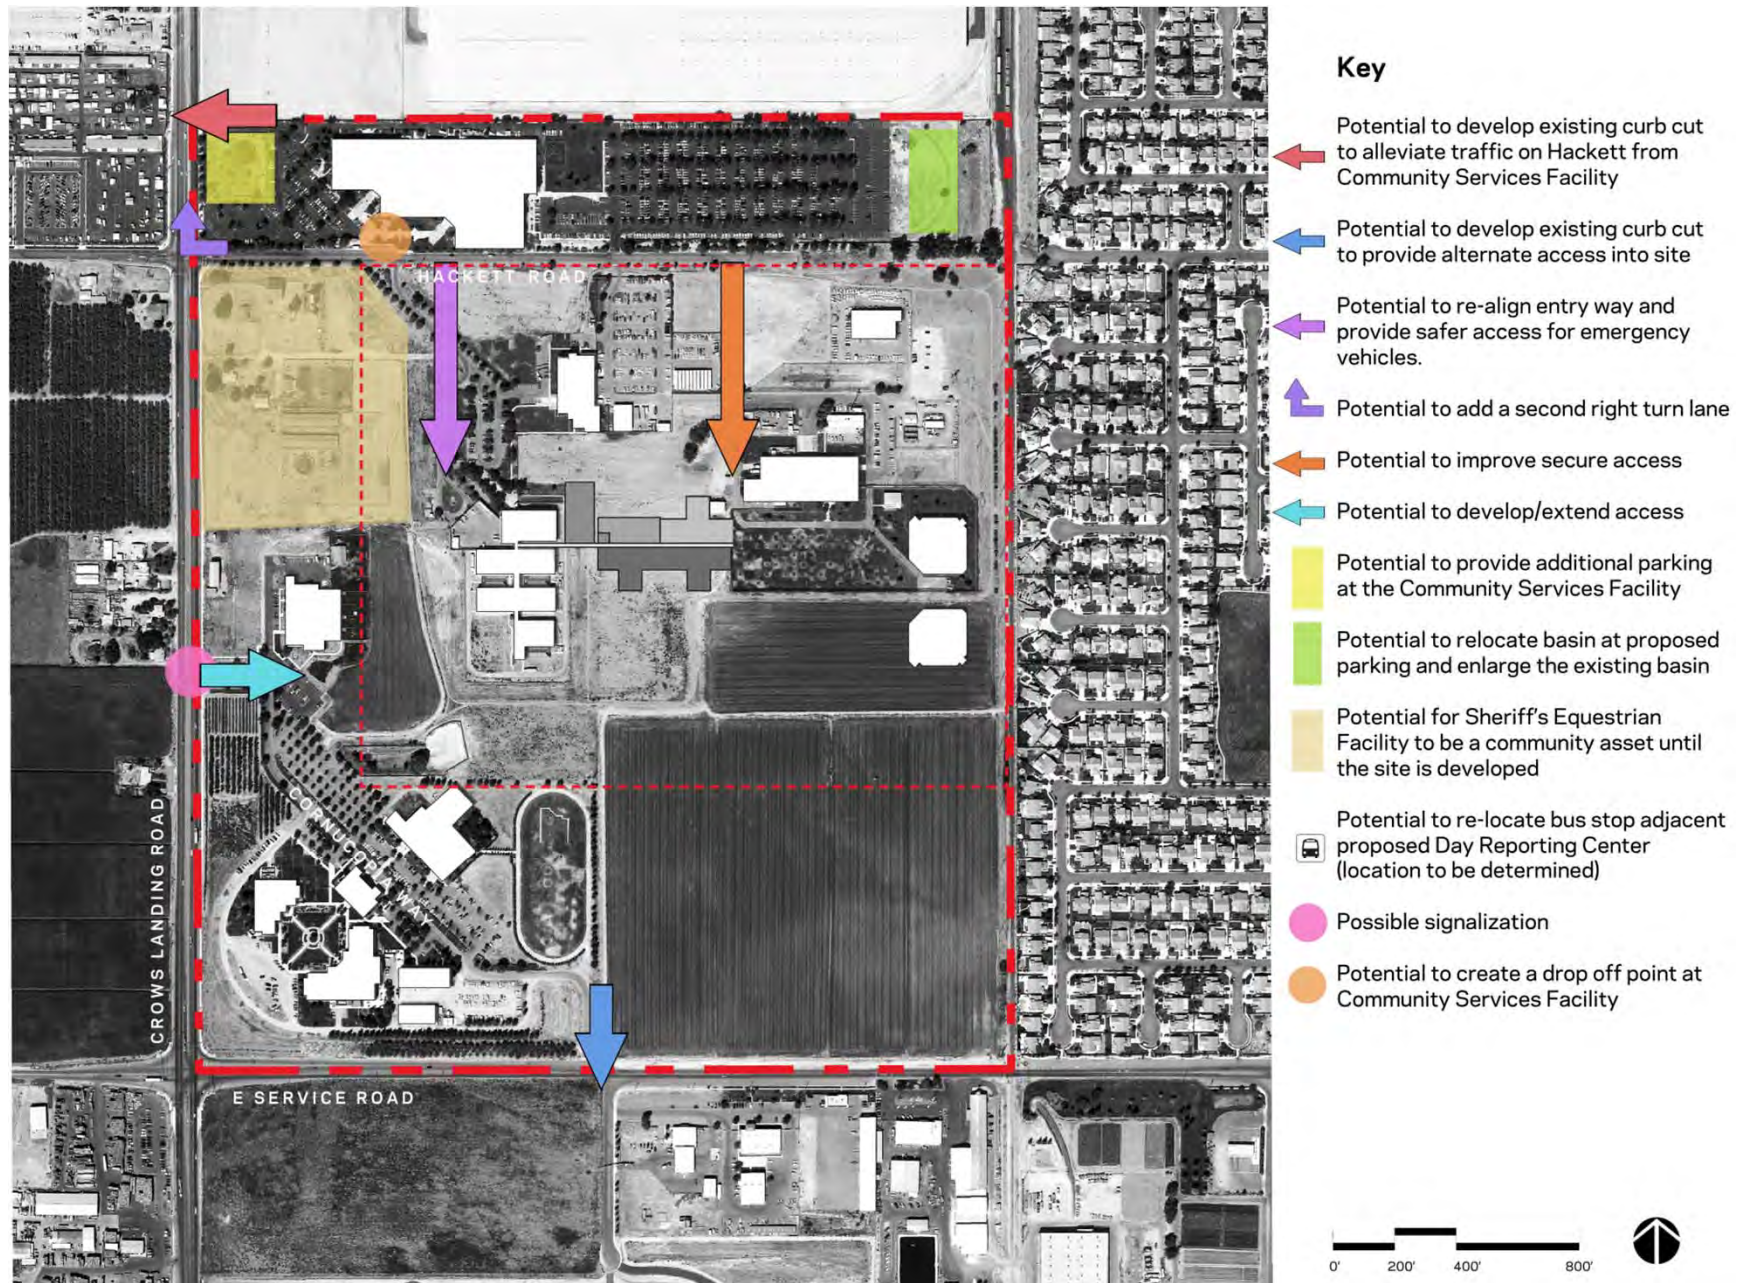 Key
Potential to develop existing curb cut
to alleviate traffic on Hackett from
Community Services Facility
Potential to develop existing curb cut
to provide alternate access into site
Potential to re-align entry way and
provide safer access for emergency
vehicles.
Potential to add a second right turn lane
Potential to improve secure access
Potential to develop/extend access
Potential to provide additional parking
at the Community Services Facility
Potential to relocate basin at proposed
parking and enlarge the existing basin
Potential for Sheriff's Equestrian
Facility to be a community asset until
the site is developed
Potential to re-locate bus stop adjacent
proposed Day Reporting Center
(location to be determined)
Possible signalization
Potential to create a drop off point at
Community Services Facility
HACKETT ROAD
CROWS LANDING ROAD
CORNUCOPIA WAY
E SERVICE ROAD
0' 200' 400' 800'